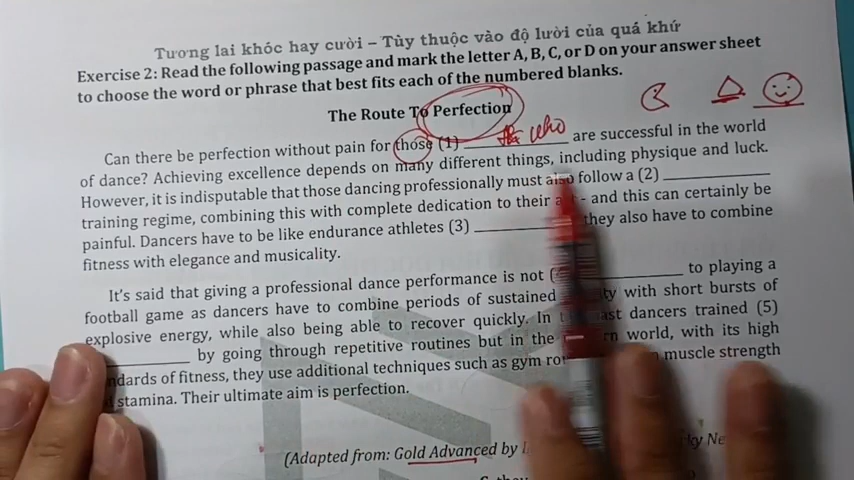 Tương lai khóc hay cười – Tùy thuộc vào độ lười của quá khứ
Exercise 2: Read the following passage and mark the letter A, B, C, or D on your answer sheet
to choose the word or phrase that best fits each of the numbered blanks.
The Route To Perfection
Can there be perfection without pain for those (1) who are successful in the world
of dance? Achieving excellence depends on many different things, including physique and luck.
However, it is indisputable that those dancing professionally must also follow a (2) ________
training regime, combining this with complete dedication to their - and this can certainly be
painful. Dancers have to be like endurance athletes (3) ________ they also have to combine
fitness with elegance and musicality.
It's said that giving a professional dance performance is not ________ to playing a
football game as dancers have to combine periods of sustained with short bursts of
explosive energy, while also being able to recover quickly. In dancers trained (5)
________ by going through repetitive routines but in the world, with its high
of fitness, they use additional techniques such as gym muscle strength
stamina. Their ultimate aim is perfection.
(Adapted from: Gold Advanced by